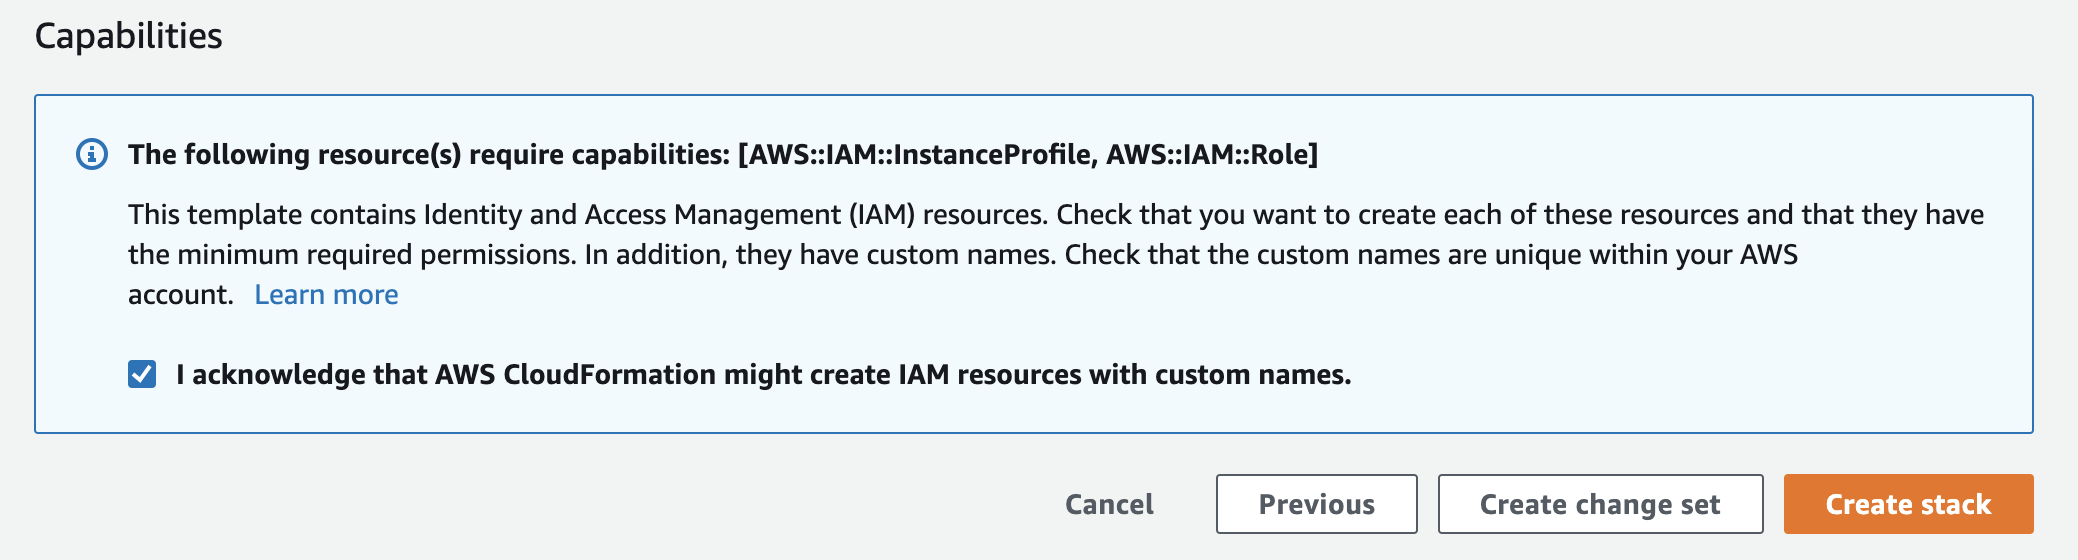 Capabilities
The following resource(s) require capabilities: [AWS::IAM::InstanceProfile, AWS::IAM::Role]
This template contains Identity and Access Management (IAM) resources. Check that you want to create each of these resources and that they have
the minimum required permissions. In addition, they have custom names. Check that the custom names are unique within your AWS
account. Learn more
I acknowledge that AWS CloudFormation might create IAM resources with custom names.
Cancel Previous Create change set Create stack